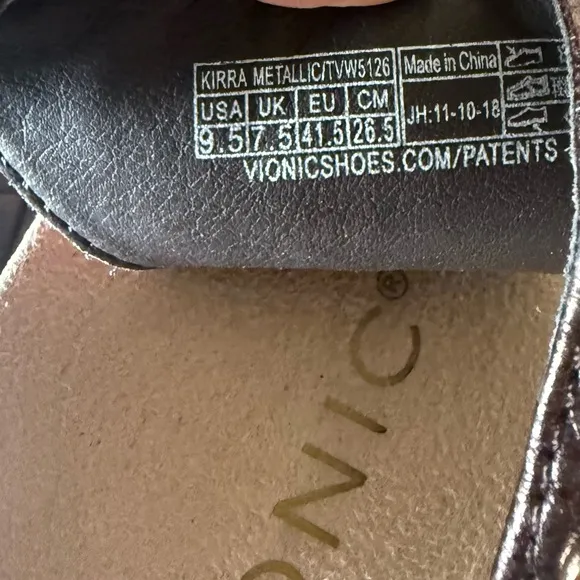 KIRRA METALLIC/TVW5126
Made in China
USA UK EU CM
9.5 7.5 41.5 26.5
JH:11-10-18
VIONICSHOES.COM/PATENTS
ONIC®